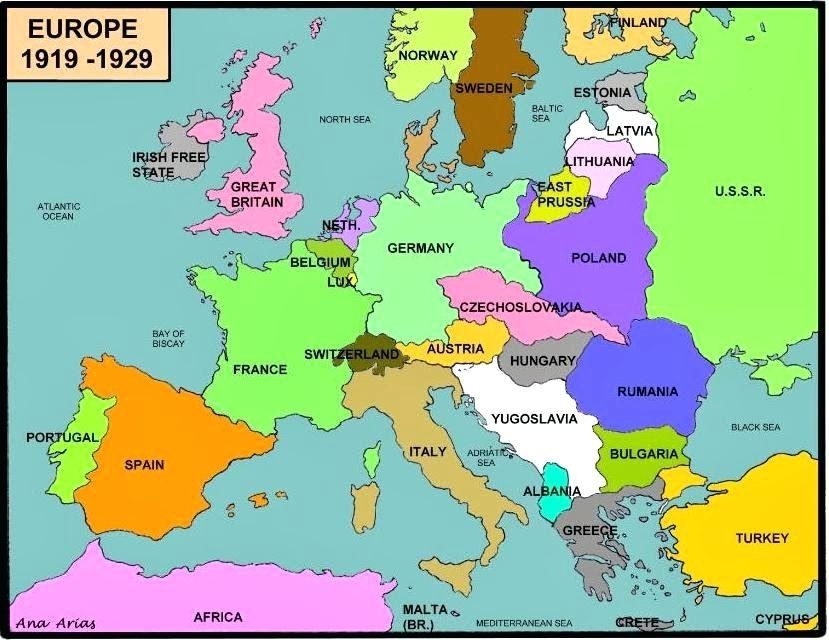 EUROPE
1919 -1929
NORWAY
SWEDEN
FINLAND
ESTONIA
BALTIC
SEA
LATVIA
LITHUANIA
NORTH SEA
IRISH FREE
STATE
GREAT
BRITAIN
EAST
PRUSSIA
U.S.S.R.
ATLANTIC
OCEAN
NETH.
GERMANY
POLAND
BELGIUM
LUX
CZECHOSLOVAKIA
BAY OF
BISCAY
FRANCE
SWITZERLAND
AUSTRIA
HUNGARY
RUMANIA
YUGOSLAVIA
BLACK SEA
PORTUGAL
SPAIN
ITALY
ADRIATIC
SEA
BULGARIA
ALBANIA
GREECE
TURKEY
AFRICA
MALTA
(BR.)
MEDITERRANEAN SEA
CRETE
CYPRUS
Ana Arias